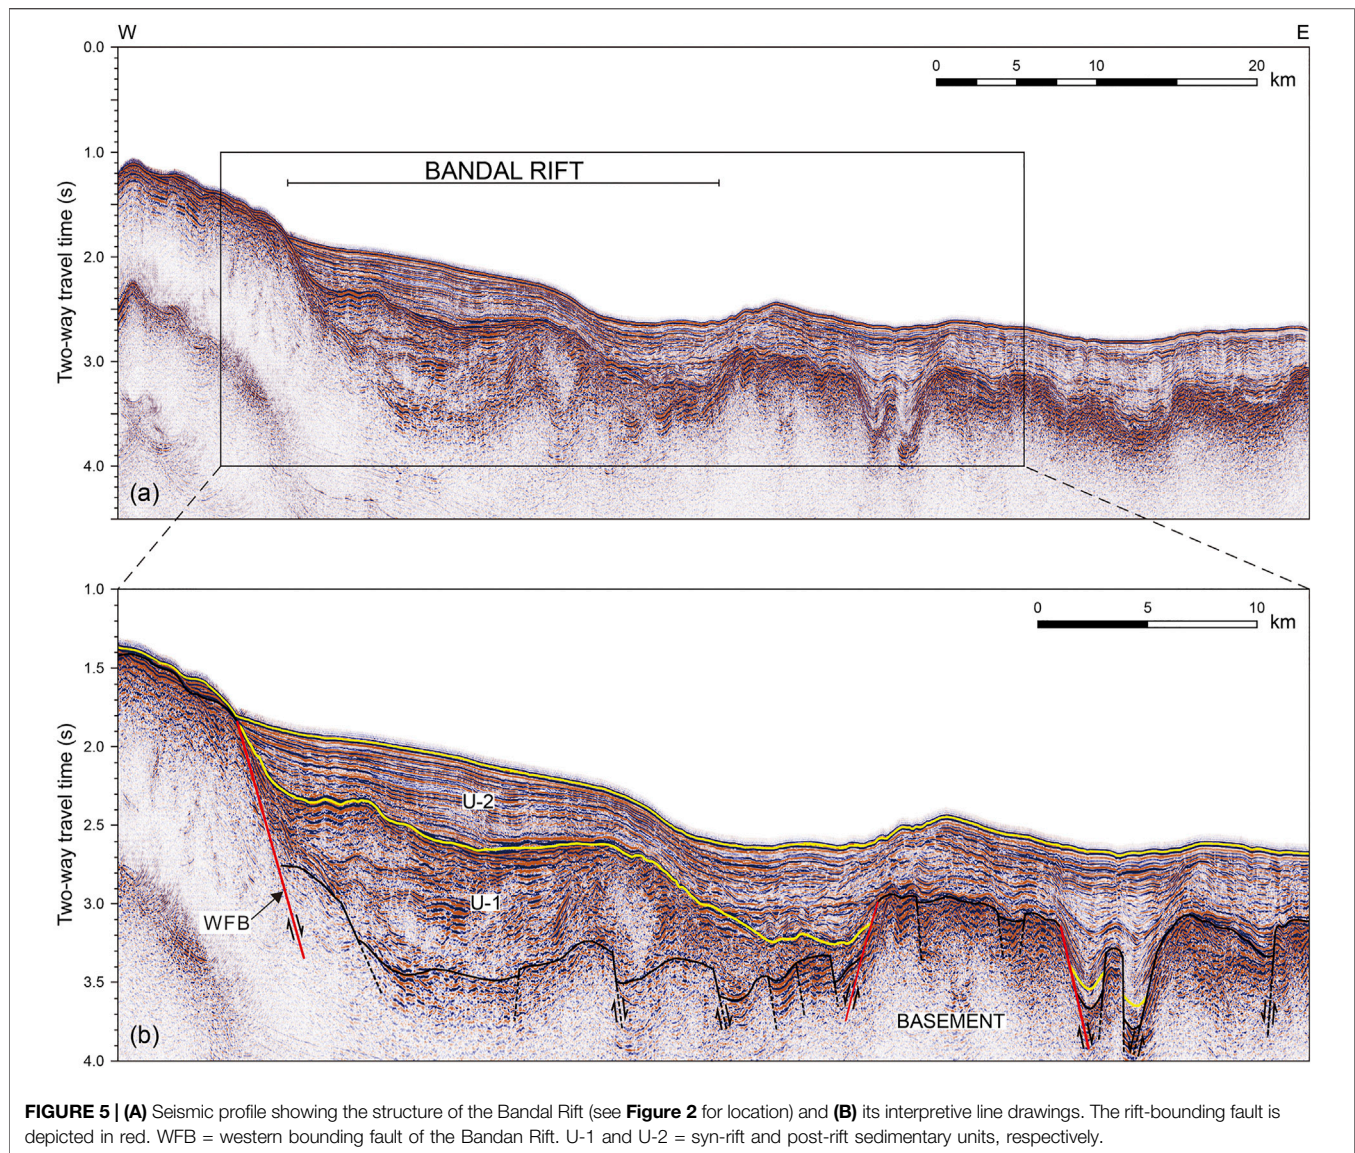 W E
0.0
0 5 10 20 km
1.0
BANDAL RIFT
2.0
Two-way travel time (s)
3.0
4.0
(a)
1.0
0 5 10 km
1.5
2.0
U-2
2.5
Two-way travel time (s)
3.0
U-1
WFB
3.5
BASEMENT
(b)
4.0
FIGURE 5 | (A) Seismic profile showing the structure of the Bandal Rift (see Figure 2 for location) and (B) its interpretive line drawings. The rift-bounding fault is
depicted in red. WFB = western bounding fault of the Bandan Rift. U-1 and U-2 = syn-rift and post-rift sedimentary units, respectively.